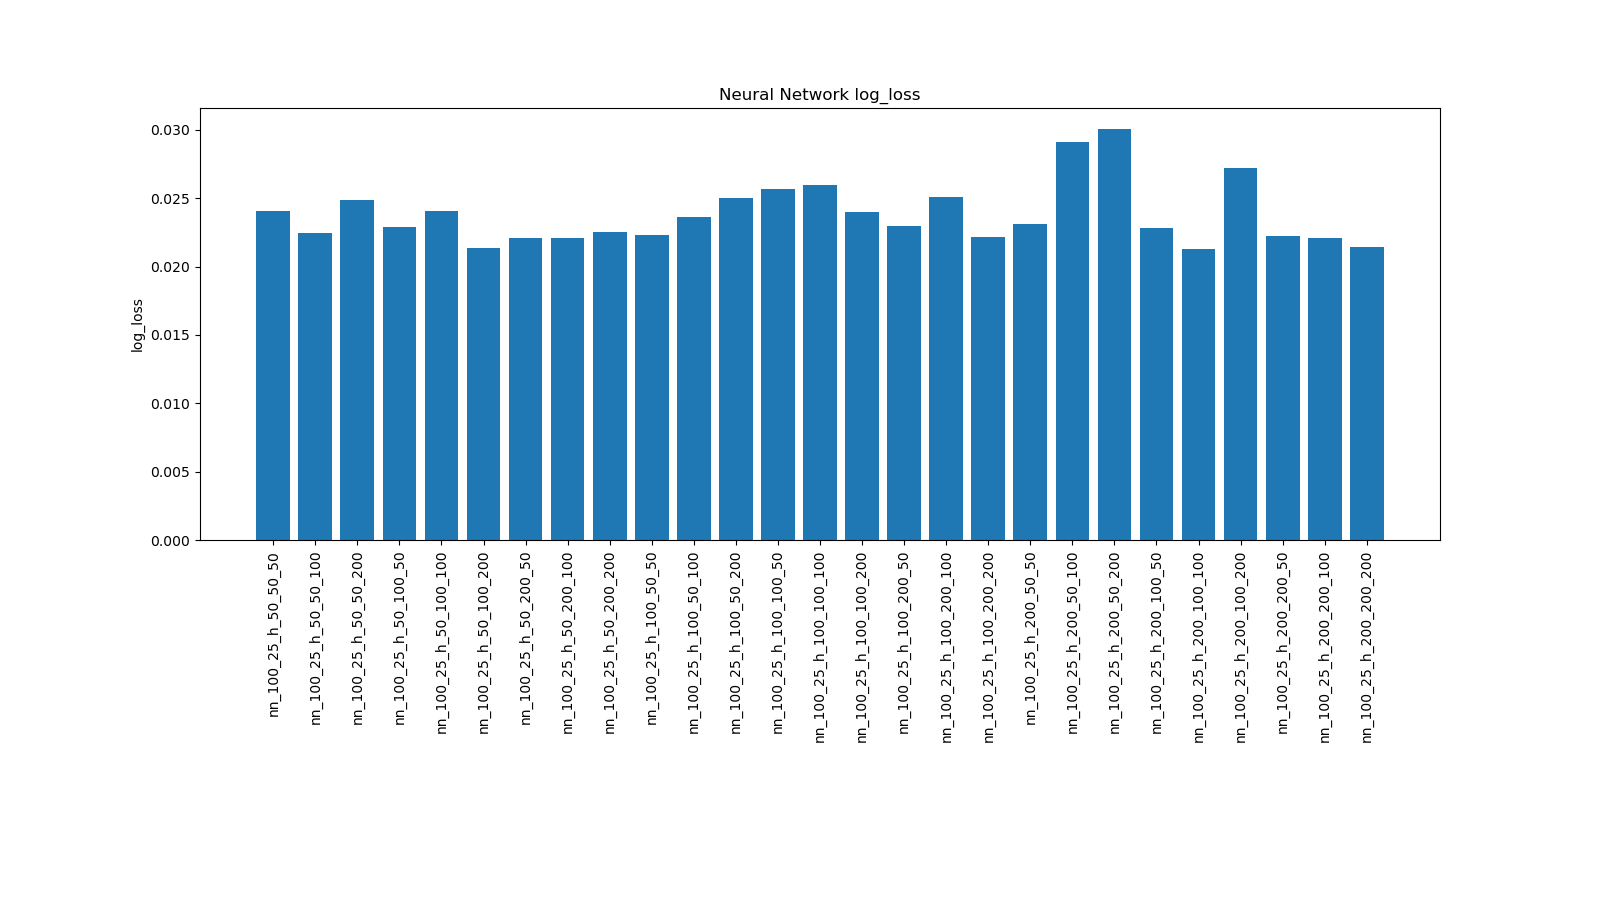 Neural Network log_loss
0.030
0.025
0.020
0.015
0.010
0.005
0.000
log_loss
nn_100_25_h_50_50_50
nn_100_25_h_50_50_100
nn_100_25_h_50_50_200
nn_100_25_h_50_100_50
nn_100_25_h_50_100_100
nn_100_25_h_50_100_200
nn_100_25_h_50_200_50
nn_100_25_h_50_200_100
nn_100_25_h_50_200_200
nn_100_25_h_100_50_50
nn_100_25_h_100_50_100
nn_100_25_h_100_50_200
nn_100_25_h_100_100_50
nn_100_25_h_100_100_100
nn_100_25_h_100_100_200
nn_100_25_h_100_200_50
nn_100_25_h_100_200_100
nn_100_25_h_100_200_200
nn_100_25_h_200_50_50
nn_100_25_h_200_50_100
nn_100_25_h_200_50_200
nn_100_25_h_200_100_50
nn_100_25_h_200_100_100
nn_100_25_h_200_100_200
nn_100_25_h_200_200_50
nn_100_25_h_200_200_100
nn_100_25_h_200_200_200